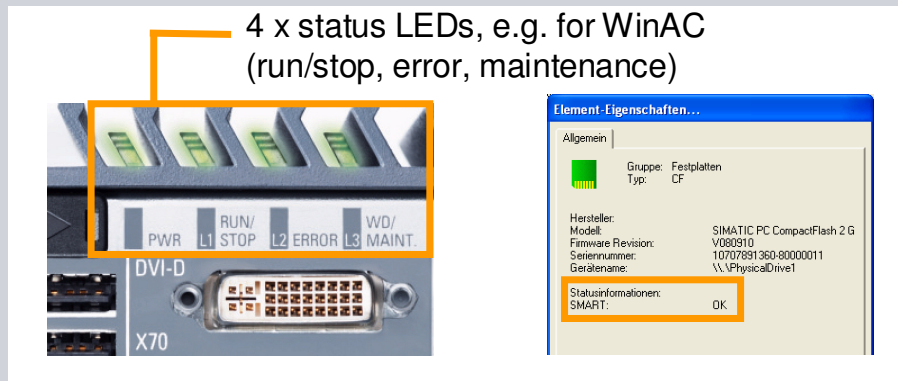 4 x status LEDs, e.g. for WinAC
(run/stop, error, maintenance)
PWR
L1 RUN/
STOP
L2 ERROR
L3 WD/
MAINT.
DVI-D
X70
Element-Eigenschaften...
Allgemein
Gruppe: Festplatten
Typ: CF
Hersteller:
Modell: SIMATIC PC CompactFlash 2 G
Firmware Revision: V080910
Seriennummer: 10707891360-80000011
Gerätename: \\.\PhysicalDrive1
Statusinformationen:
SMART: OK